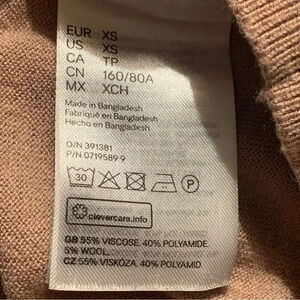 EUR XS
US XS
CA TP
CN 160/80A
MX XCH
Made in Bangladesh
Fabriqué en Bangladesh
Hecho en Bangladesh
O/N 391381
P/N 0719589 9
30 P
clevercare.info
GB 55% VISCOSE. 40% POLYAMIDE.
5% WOOL
CZ 55% VISKÓZA. 40% POLYAMID.